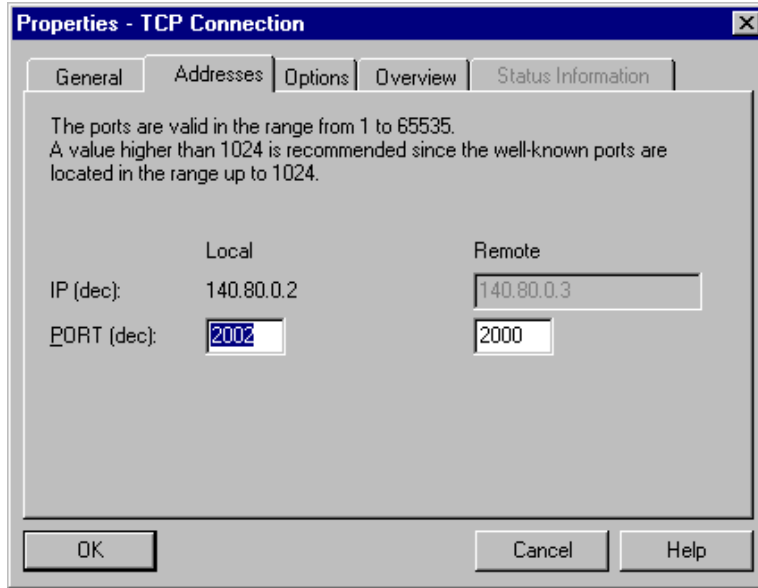 Properties - TCP Connection
General Addresses Options Overview Status Information
The ports are valid in the range from 1 to 65535.
A value higher than 1024 is recommended since the well-known ports are
located in the range up to 1024.
Local Remote
IP (dec): 140.80.0.2 140.80.0.3
PORT (dec): 2002 2000
OK Cancel Help